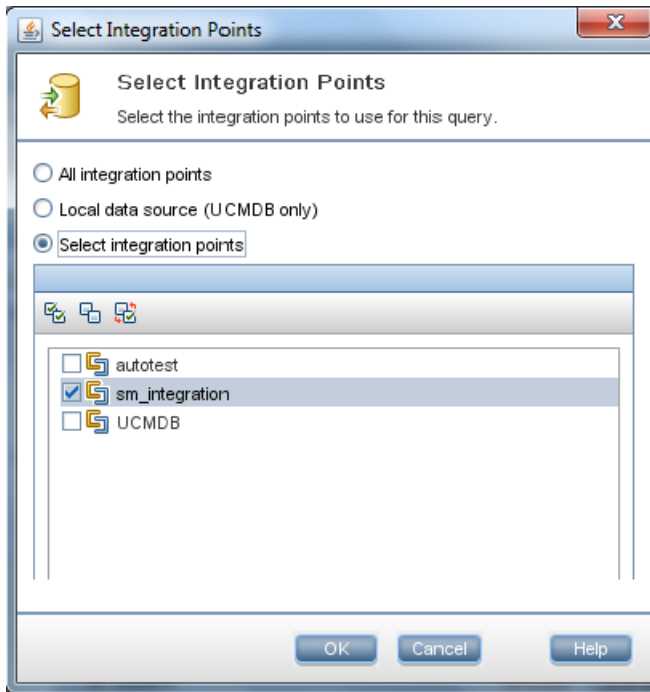 Select Integration Points
Select Integration Points
Select the integration points to use for this query.
All integration points
Local data source (UCMDB only)
Select integration points
autotest
sm_integration
UCMDB
OK Cancel Help